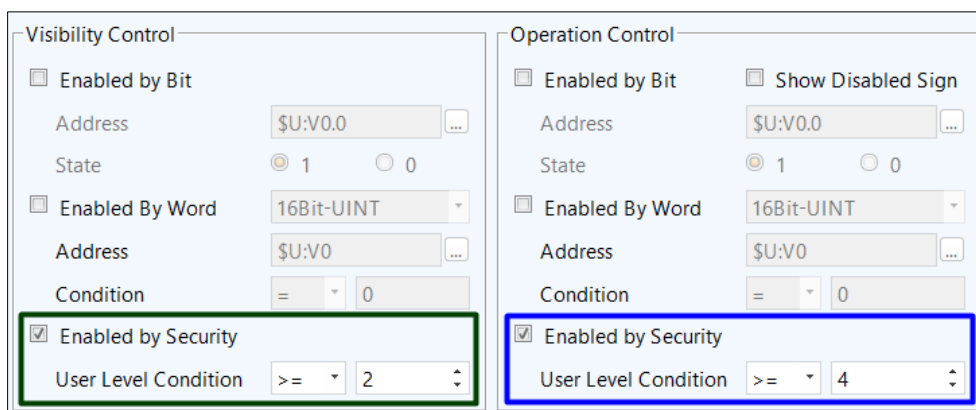 Visibility Control
Enabled by Bit
Address $U:V0.0 ...
State 1 0
Enabled By Word 16Bit-UINT
Address $U:V0 ...
Condition = 0
Enabled by Security
User Level Condition >= 2
Operation Control
Enabled by Bit Show Disabled Sign
Address $U:V0.0 ...
State 1 0
Enabled By Word 16Bit-UINT
Address $U:V0 ...
Condition = 0
Enabled by Security
User Level Condition >= 4